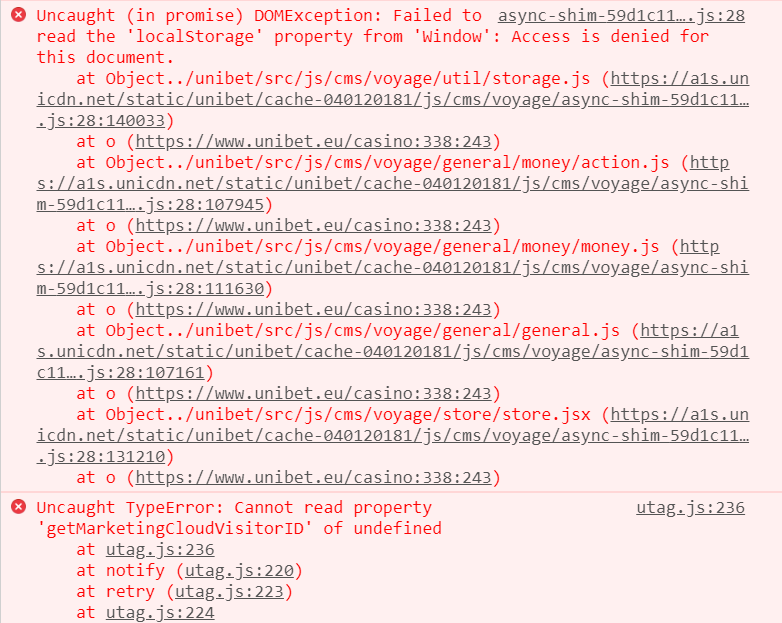 Uncaught (in promise) DOMException: Failed to async-shim-59d1c11….js:28
read the 'localStorage' property from 'Window': Access is denied for
this document.
at Object../unibet/src/js/cms/voyage/util/storage.js (https://a1s.un
icdn.net/static/unibet/cache-040120181/js/cms/voyage/async-shim-59d1c11…
.js:28:140033)
at o (https://www.unibet.eu/casino:338:243)
at Object../unibet/src/js/cms/voyage/general/money/action.js (http
s://a1s.unicdn.net/static/unibet/cache-040120181/js/cms/voyage/async-shi
m-59d1c11….js:28:107945)
at o (https://www.unibet.eu/casino:338:243)
at Object../unibet/src/js/cms/voyage/general/money/money.js (http
s://a1s.unicdn.net/static/unibet/cache-040120181/js/cms/voyage/async-shi
m-59d1c11….js:28:111630)
at o (https://www.unibet.eu/casino:338:243)
at Object../unibet/src/js/cms/voyage/general/general.js (https://a1
s.unicdn.net/static/unibet/cache-040120181/js/cms/voyage/async-shim-59d1
c11….js:28:107161)
at o (https://www.unibet.eu/casino:338:243)
at Object../unibet/src/js/cms/voyage/store/store.jsx (https://a1s.un
icdn.net/static/unibet/cache-040120181/js/cms/voyage/async-shim-59d1c11…
.js:28:131210)
at o (https://www.unibet.eu/casino:338:243)
Uncaught TypeError: Cannot read property utag.js:236
'getMarketingCloudVisitorID' of undefined
at utag.js:236
at notify (utag.js:220)
at retry (utag.js:223)
at utag.js:224